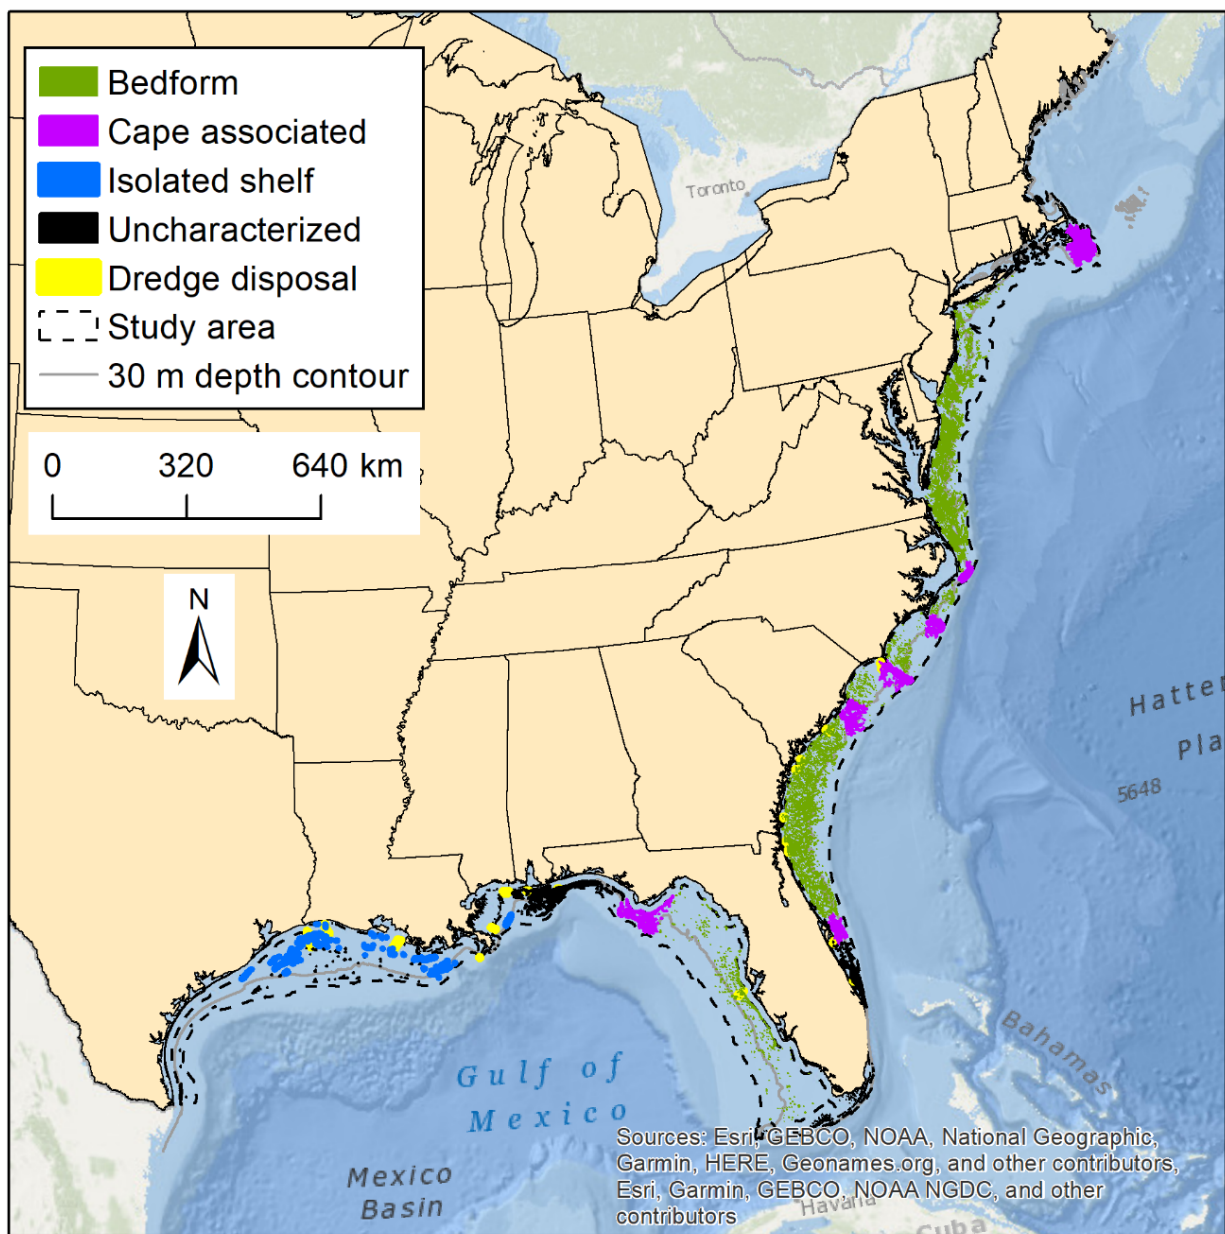 Bedform
Cape associated
Isolated shelf
Uncharacterized
Dredge disposal
Study area
30 m depth contour
0 320 640 km
N
Toronto
Hatter
Pla
5648
Bahamas
Gulf of
Mexico
Mexico
Basin
Sources: Esri, GEBCO, NOAA, National Geographic,
Garmin, HERE, Geonames.org, and other contributors,
Esri, Garmin, GEBCO, NOAA NGDC, and other
contributors
Havana
Cuba